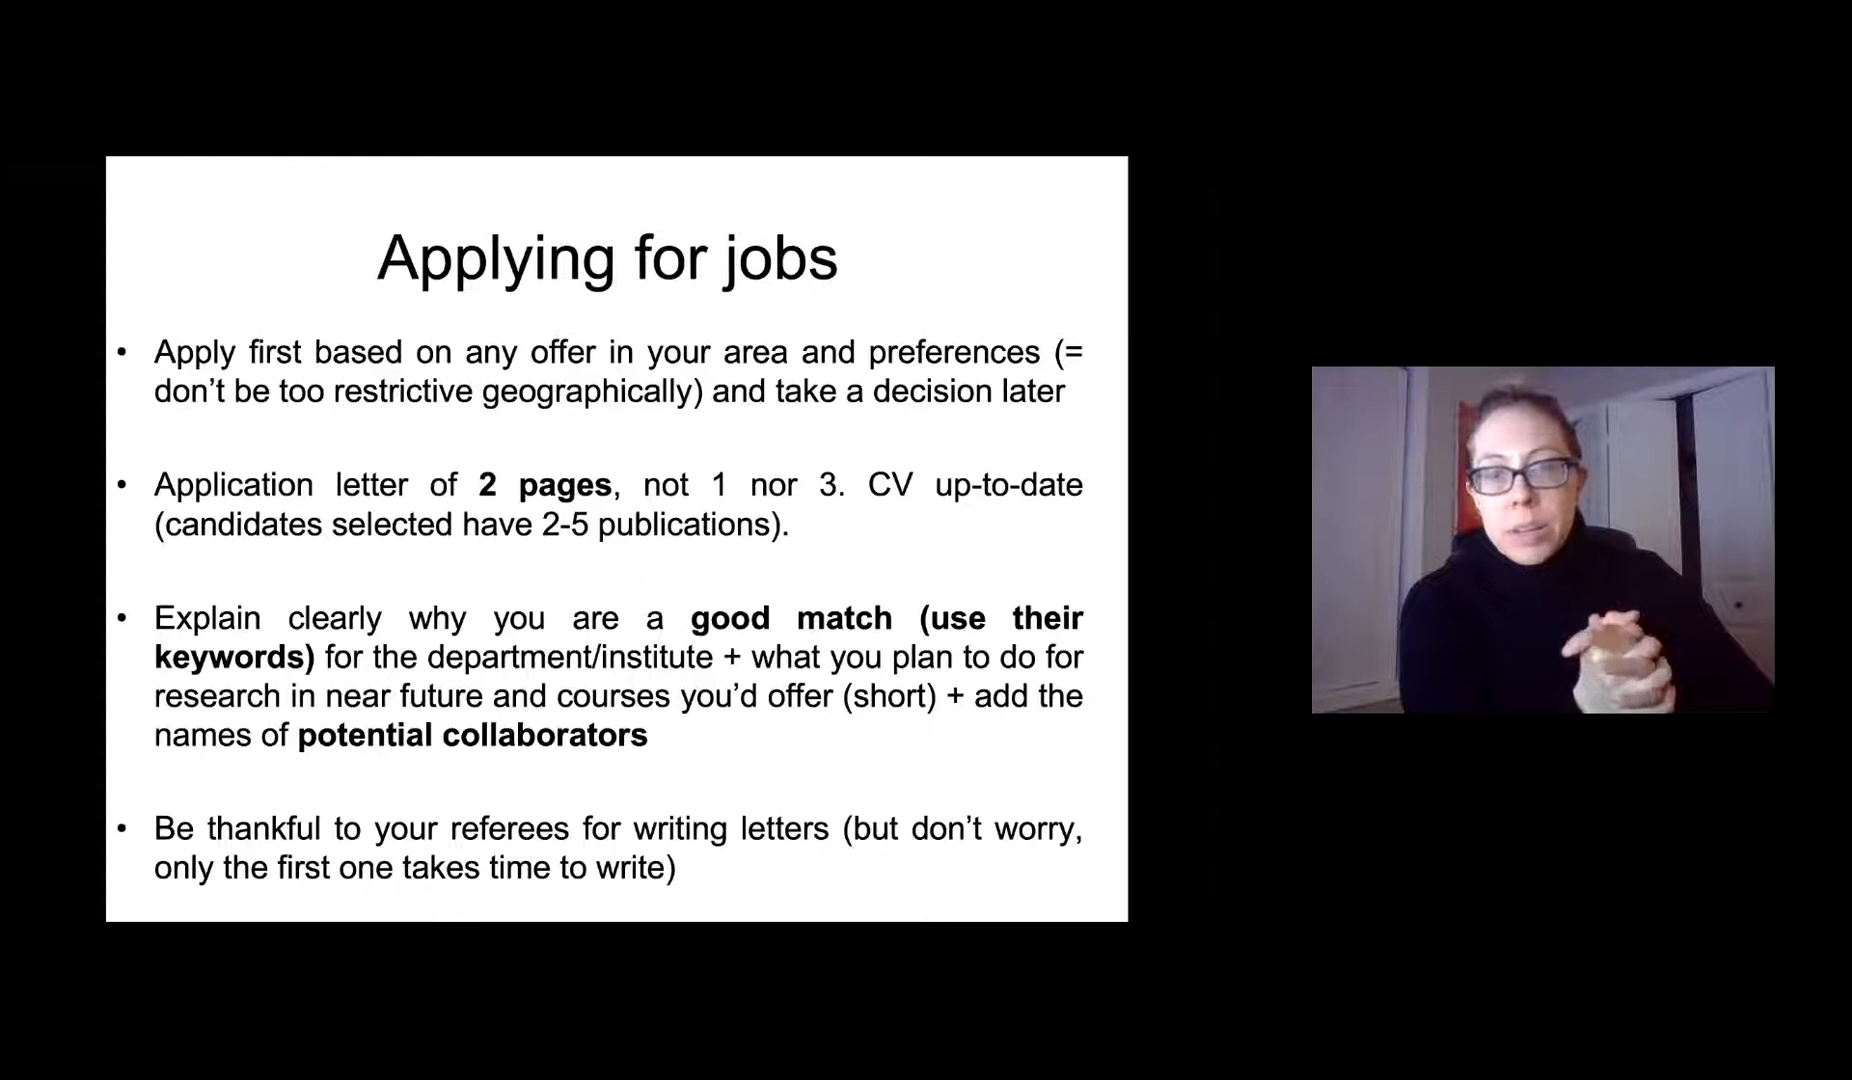 Applying for jobs
• Apply first based on any offer in your area and preferences (=
don’t be too restrictive geographically) and take a decision later
• Application letter of 2 pages, not 1 nor 3. CV up-to-date
(candidates selected have 2-5 publications).
• Explain clearly why you are a good match (use their
keywords) for the department/institute + what you plan to do for
research in near future and courses you’d offer (short) + add the
names of potential collaborators
• Be thankful to your referees for writing letters (but don’t worry,
only the first one takes time to write)